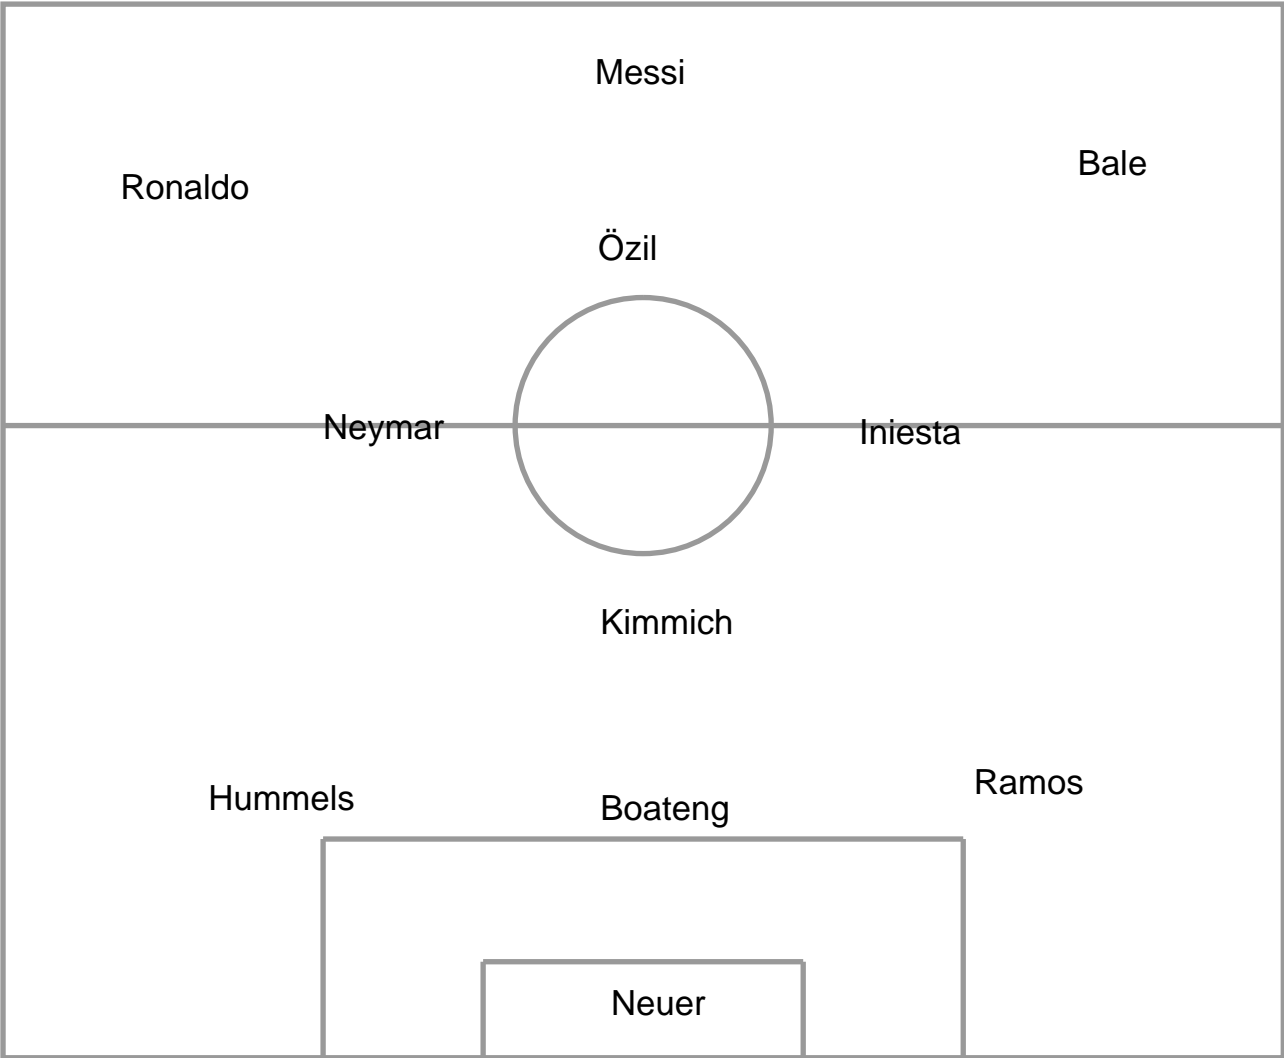 Messi
Bale
Ronaldo
Özil
Neymar
Iniesta
Kimmich
Ramos
Hummels
Boateng
Neuer